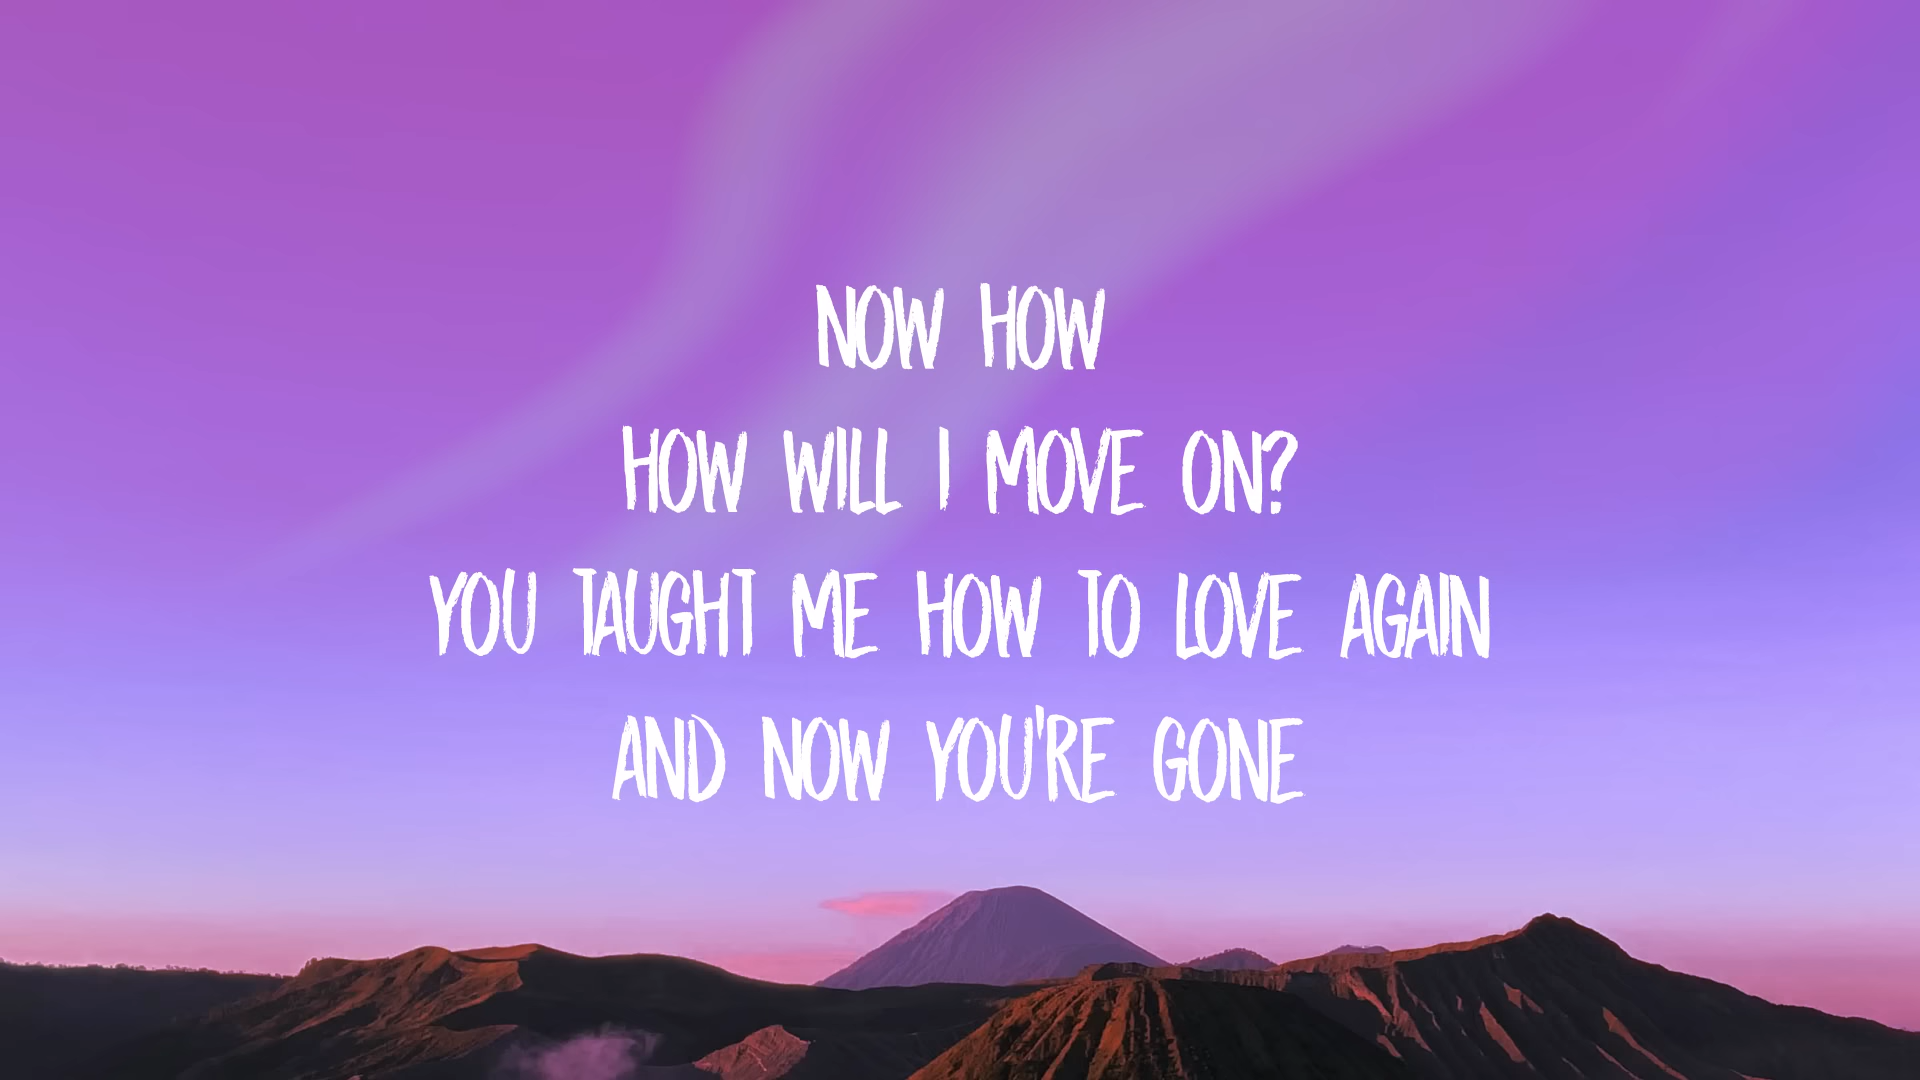 NOW HOW
HOW WILL I MOVE ON?
YOU TAUGHT ME HOW TO LOVE AGAIN
AND NOW YOU'RE GONE